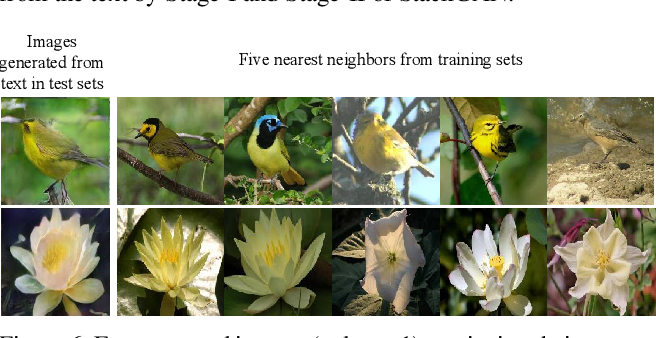 from the text by Stage-I and Stage-II of StackGAN.
Images
generated from
text in test sets
Five nearest neighbors from training sets
Figure 6. For generated images (column 1), retrieving their